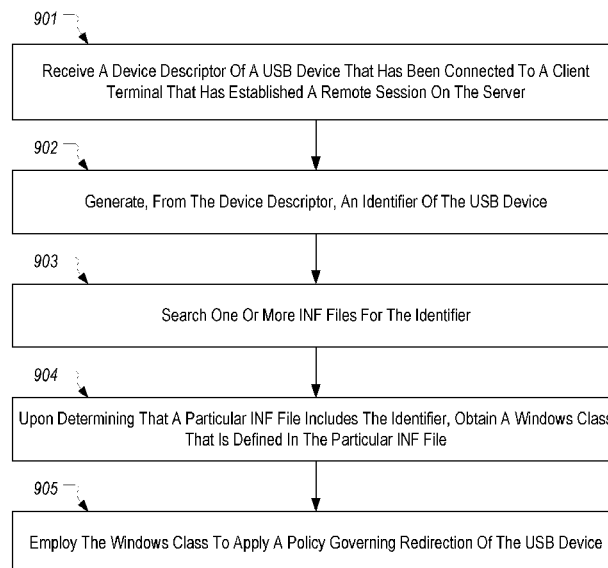 901
Receive A Device Descriptor Of A USB Device That Has Been Connected To A Client
Terminal That Has Established A Remote Session On The Server
902
Generate, From The Device Descriptor, An Identifier Of The USB Device
903
Search One Or More INF Files For The Identifier
904
Upon Determining That A Particular INF File Includes The Identifier, Obtain A Windows Class
That Is Defined In The Particular INF File
905
Employ The Windows Class To Apply A Policy Governing Redirection Of The USB Device